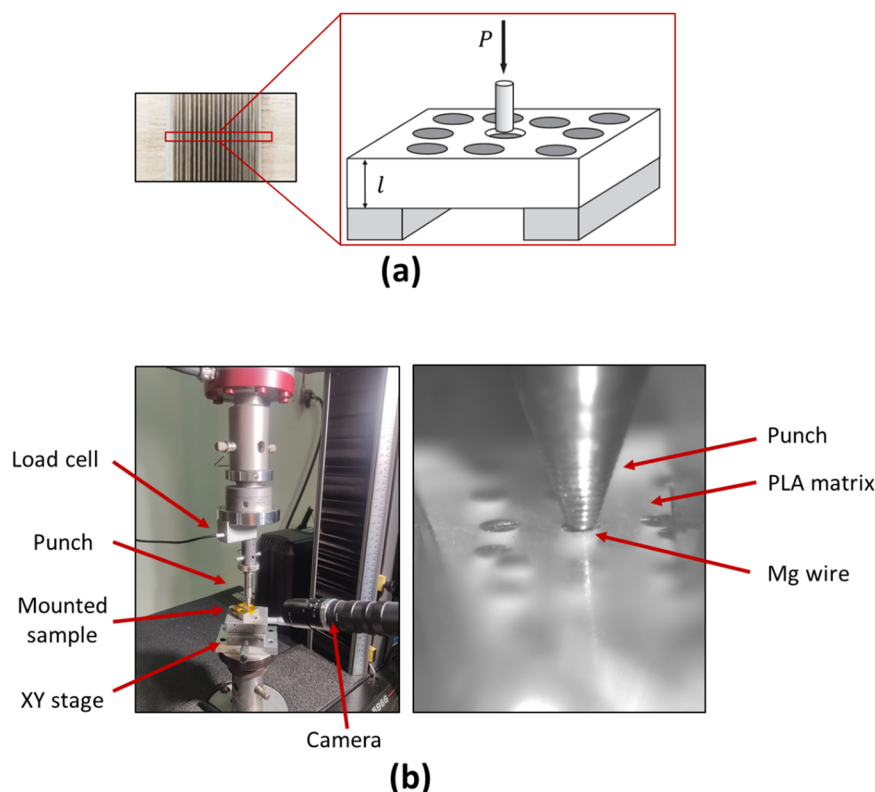 P
l
(a)
Load cell
Punch
Mounted
sample
XY stage
Camera
Punch
PLA matrix
Mg wire
(b)